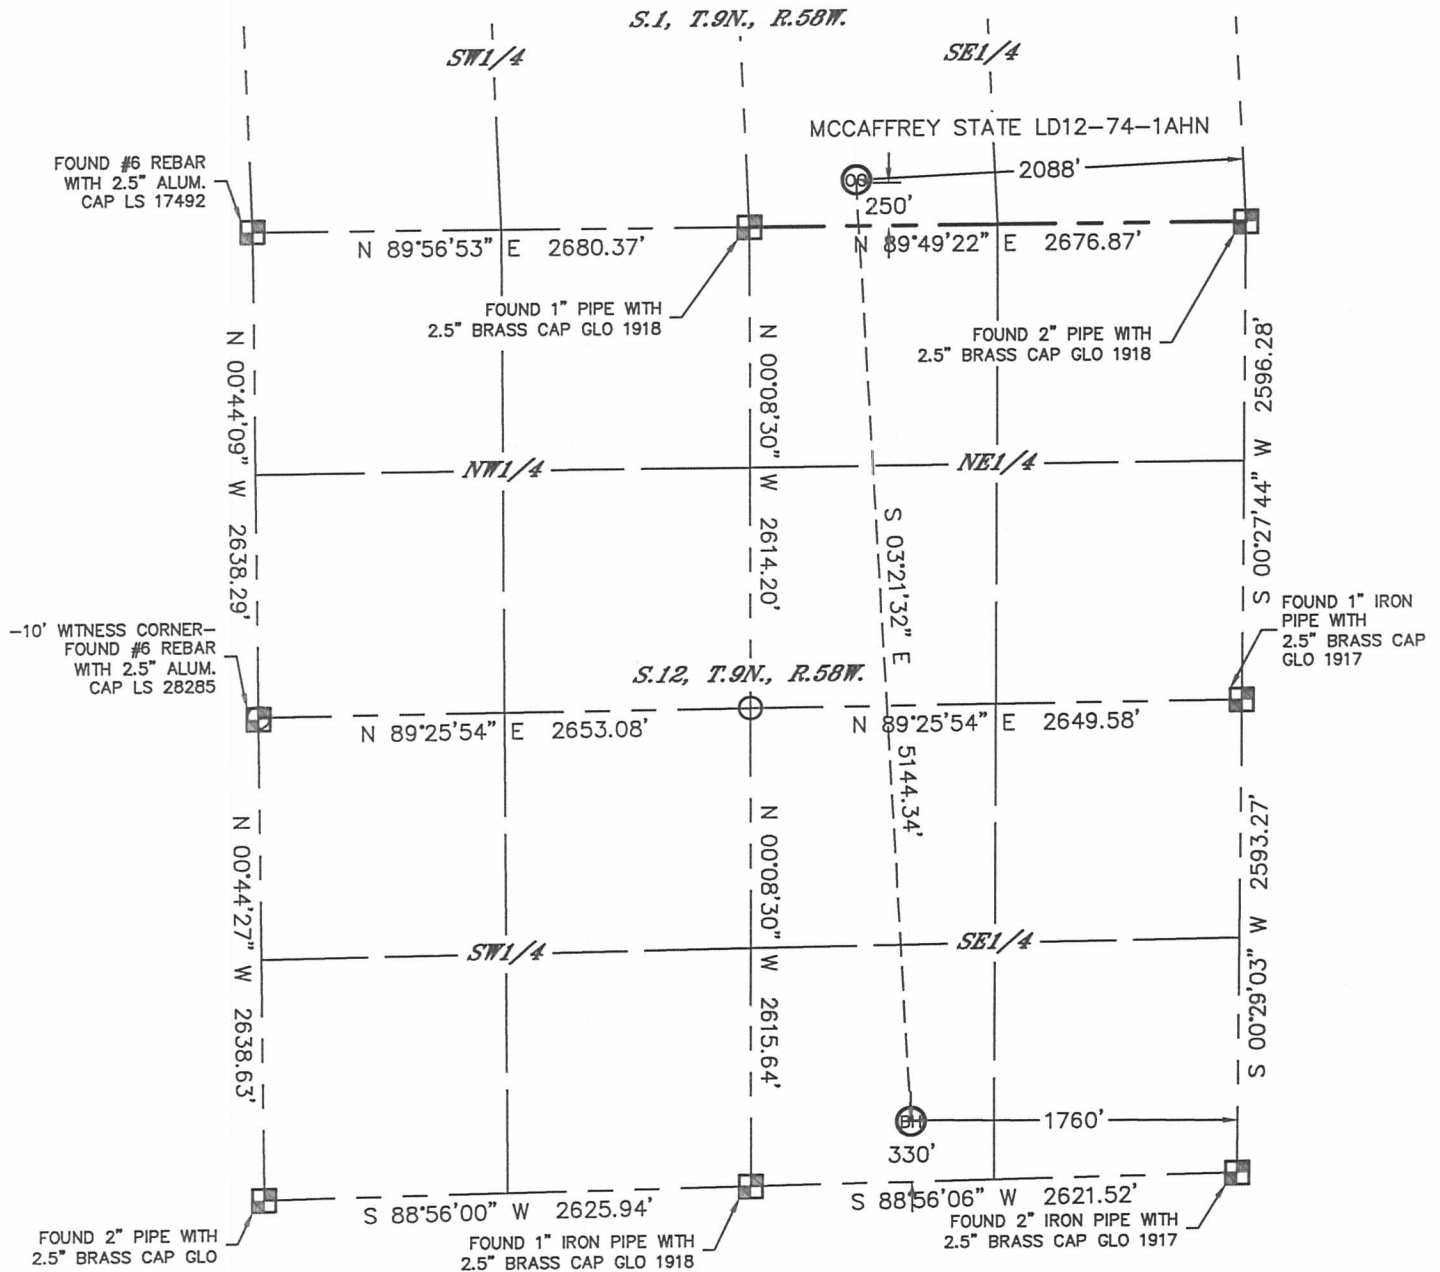 S.1, T.9N., R.58W.
SW1/4
SE1/4
MCCAFFREY STATE LD12-74-1AHN
FOUND #6 REBAR
WITH 2.5" ALUM.
CAP LS 17492
2088'
250'
N 89°56'53" E 2680.37'
N 89°49'22" E 2676.87'
FOUND 1" PIPE WITH
2.5" BRASS CAP GLO 1918
FOUND 2" PIPE WITH
2.5" BRASS CAP GLO 1918
N 00°44'09" W 2638.29'
N 00°08'30" W 2614.20'
S 00°27'44" W 2596.28'
NW1/4
NE1/4
S 03°21'32" E 5144.34'
-10' WITNESS CORNER-
FOUND #6 REBAR
WITH 2.5" ALUM.
CAP LS 28285
FOUND 1" IRON
PIPE WITH
2.5" BRASS CAP
GLO 1917
S.12, T.9N., R.58W.
N 89°25'54" E 2653.08'
N 89°25'54" E 2649.58'
N 00°44'27" W 2638.63'
N 00°08'30" W 2615.64'
S 00°29'03" W 2593.27'
SW1/4
SE1/4
BH
1760'
330'
S 88°56'00" W 2625.94'
S 88°56'06" W 2621.52'
FOUND 2" PIPE WITH
2.5" BRASS CAP GLO
FOUND 1" IRON PIPE WITH
2.5" BRASS CAP GLO 1918
FOUND 2" IRON PIPE WITH
2.5" BRASS CAP GLO 1917